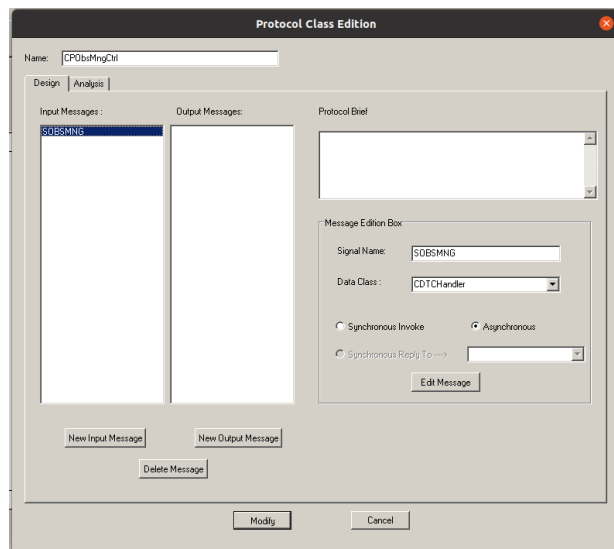 Protocol Class Edition
Name: CPObsMngCtrl
Design Analysis
Input Messages : Output Messages: Protocol Brief
SOBSMNG
Message Edition Box
Signal Name: SOBSMNG
Data Class : CDTCHandler
Synchronous Invoke Asynchronous
Synchronous Reply To --->
Edit Message
New Input Message New Output Message
Delete Message
Modify Cancel